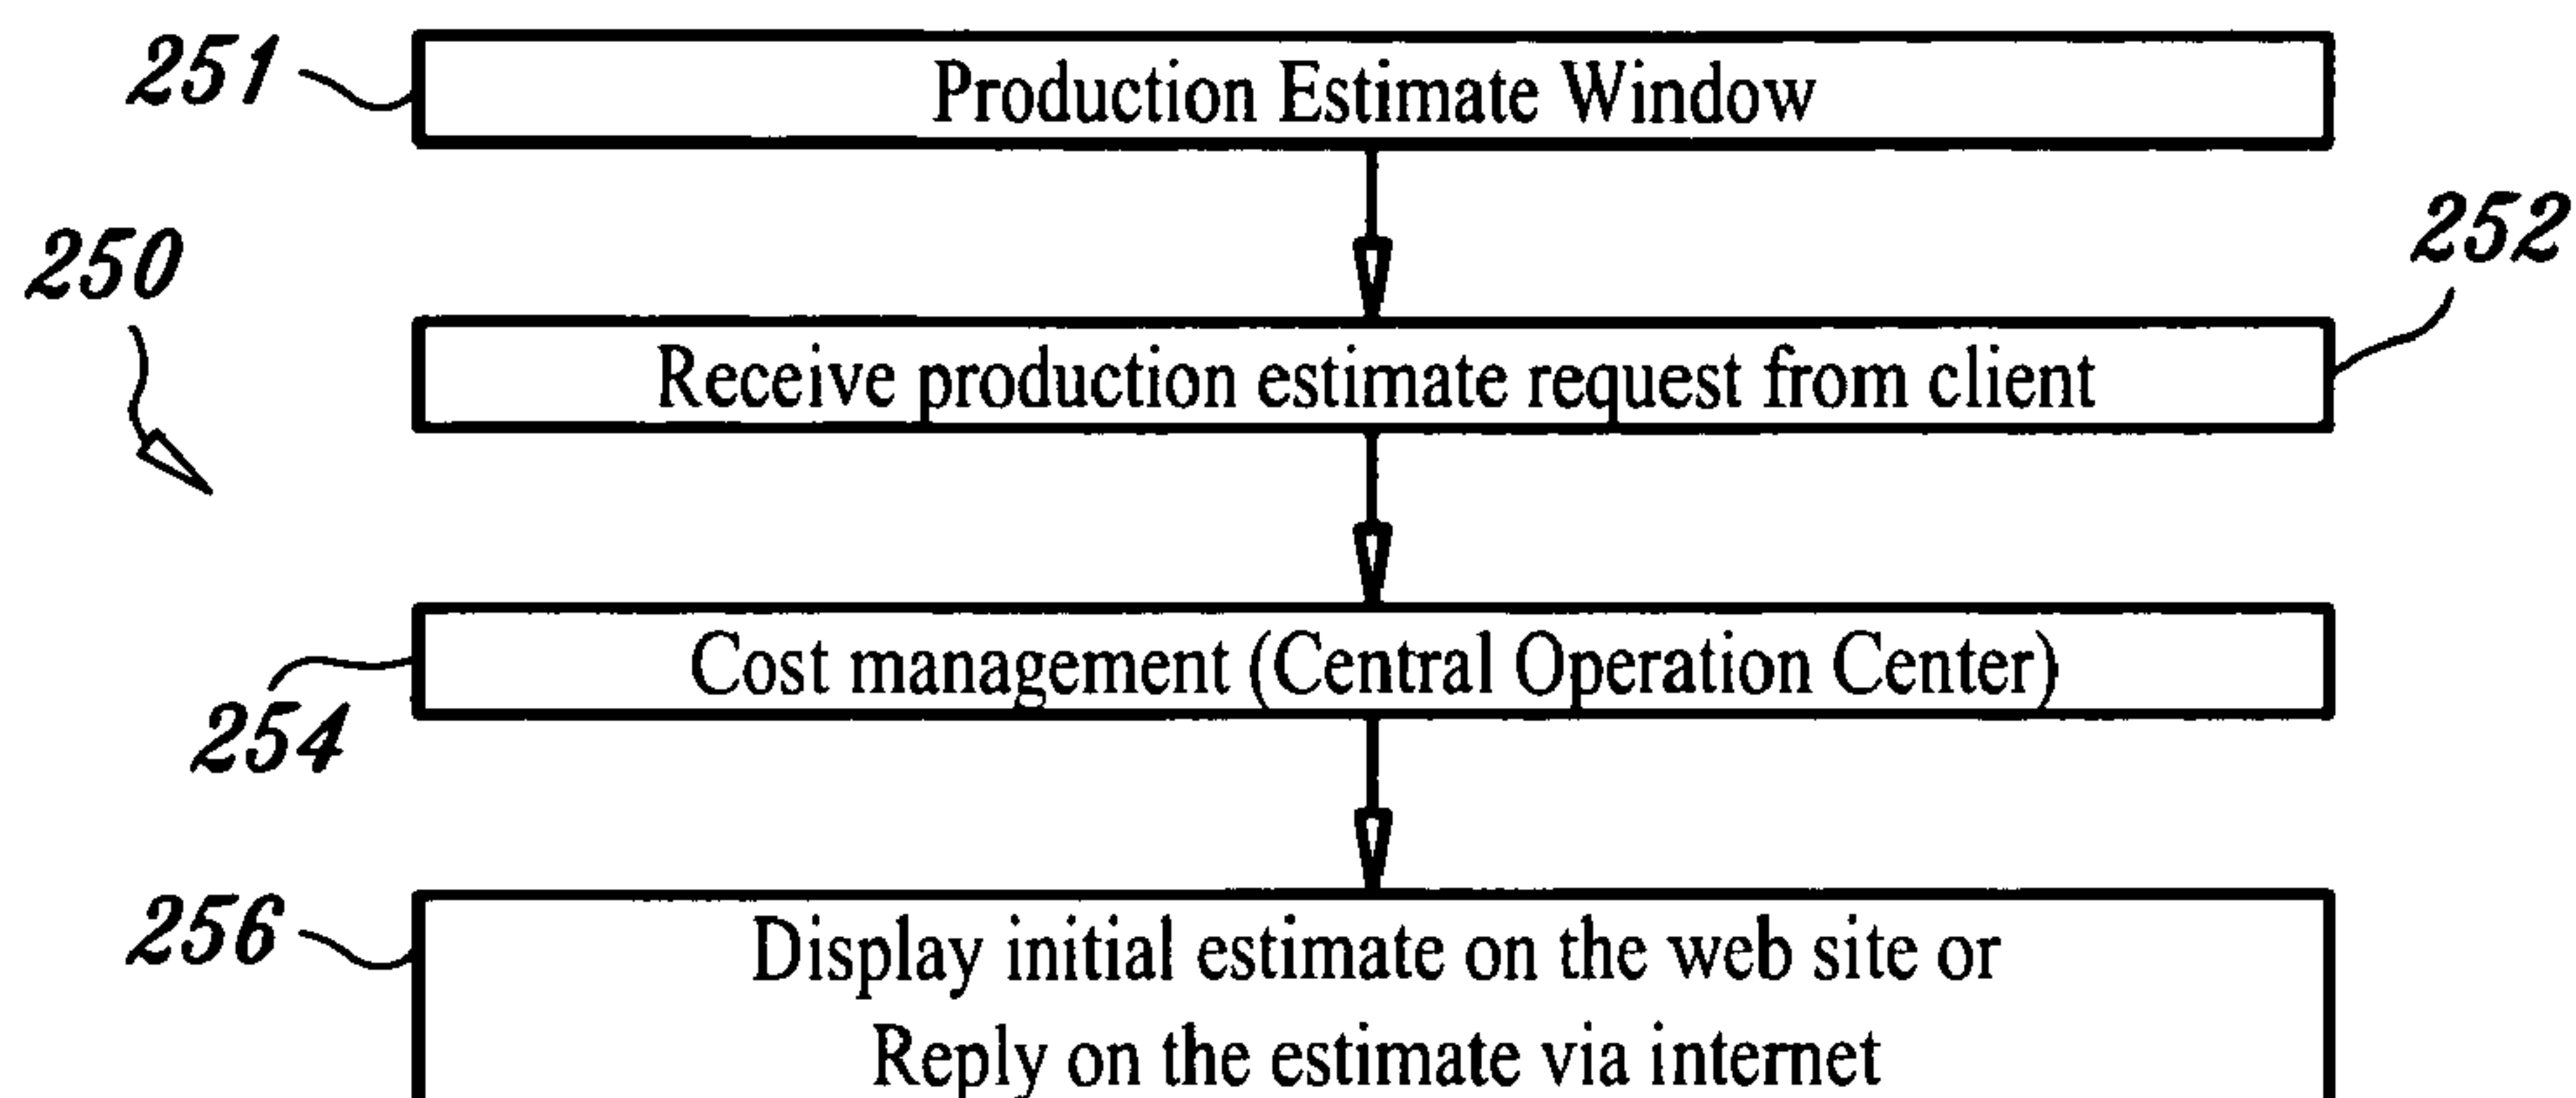 251
Production Estimate Window
250
252
Receive production estimate request from client
Cost management (Central Operation Center)
254
256
Display initial estimate on the web site or
Reply on the estimate via internet